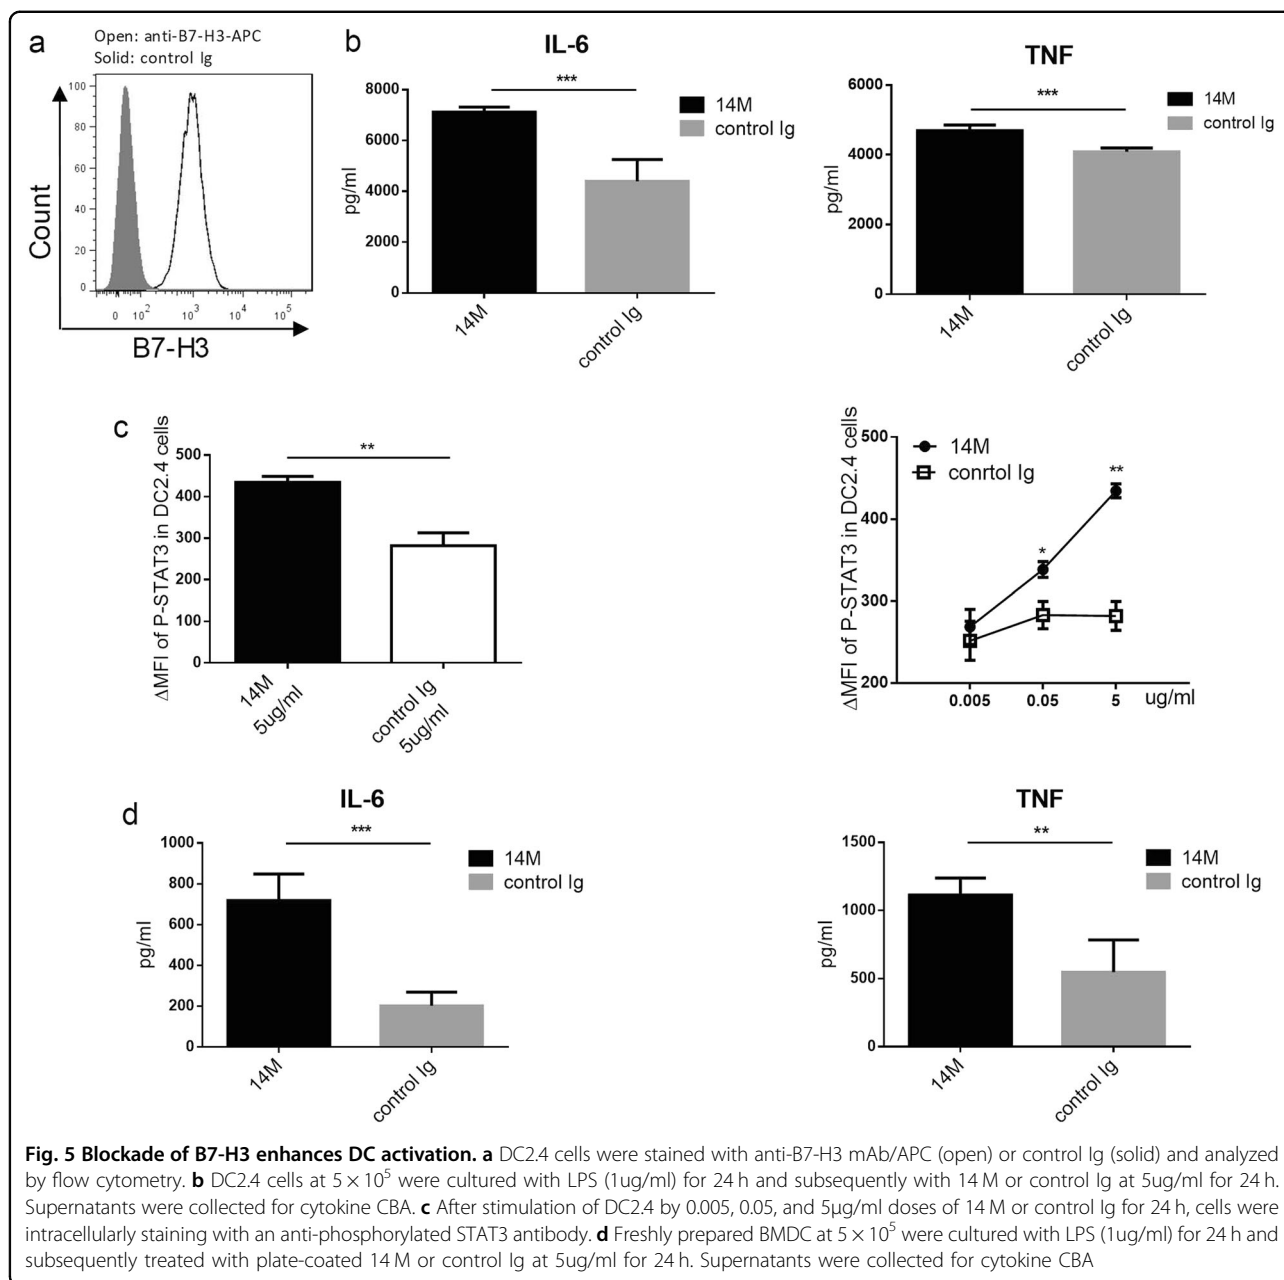 a
Open: anti-B7-H3-APC
Solid: control Ig
Count
100
80
60
40
20
0
0 10² 10³ 10⁴ 10⁵
B7-H3
b
IL-6
***
pg/ml
8000
6000
4000
2000
0
14M
control Ig
14M
control Ig
TNF
***
pg/ml
6000
4000
2000
0
14M
control Ig
14M
control Ig
c
ΔMFI of P-STAT3 in DC2.4 cells
**
500
400
300
200
100
0
14M
5ug/ml
control Ig
5ug/ml
ΔMFI of P-STAT3 in DC2.4 cells
500
400
300
200
14M
conrtol Ig
*
**
0.005 0.05 5 ug/ml
d
IL-6
***
pg/ml
1000
800
600
400
200
0
14M
control Ig
14M
control Ig
TNF
**
pg/ml
1500
1000
500
0
14M
control Ig
14M
control Ig
Fig. 5 Blockade of B7-H3 enhances DC activation. a DC2.4 cells were stained with anti-B7-H3 mAb/APC (open) or control Ig (solid) and analyzed
by flow cytometry. b DC2.4 cells at 5 × 10⁵ were cultured with LPS (1ug/ml) for 24 h and subsequently with 14 M or control Ig at 5ug/ml for 24 h.
Supernatants were collected for cytokine CBA. c After stimulation of DC2.4 by 0.005, 0.05, and 5μg/ml doses of 14 M or control Ig for 24 h, cells were
intracellularly staining with an anti-phosphorylated STAT3 antibody. d Freshly prepared BMDC at 5 × 10⁵ were cultured with LPS (1ug/ml) for 24 h and
subsequently treated with plate-coated 14 M or control Ig at 5ug/ml for 24 h. Supernatants were collected for cytokine CBA